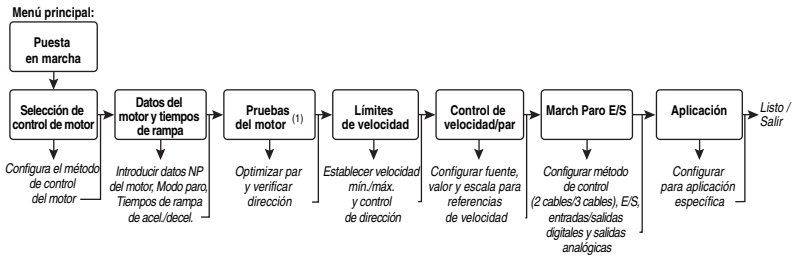 Menú principal:
Puesta
en marcha
Selección de
control de motor
Configura el método
de control
del motor
Datos del
motor y tiempos
de rampa
Introducir datos NP
del motor, Modo paro,
Tiempos de rampa
de acel./decel.
Pruebas
del motor (1)
Optimizar par
y verificar
dirección
Límites
de velocidad
Establecer velocidad
mín./máx.
y control
de dirección
Control de
velocidad/par
Configurar fuente,
valor y escala para
referencias
de velocidad
March Paro E/S
Configurar método
de control
(2 cables/3 cables), E/S,
entradas/salidas
digitales y salidas
analógicas
Aplicación
Configurar
para aplicación
específica
Listo /
Salir